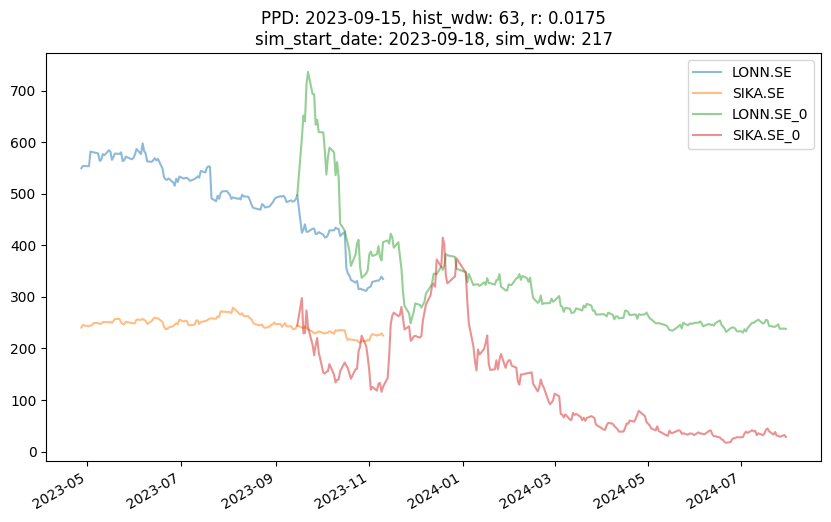 PPD: 2023-09-15, hist_wdw: 63, r: 0.0175
sim_start_date: 2023-09-18, sim_wdw: 217
LONN.SE
SIKA.SE
LONN.SE_0
SIKA.SE_0
700
600
500
400
300
200
100
0
2023-05
2023-07
2023-09
2023-11
2024-01
2024-03
2024-05
2024-07